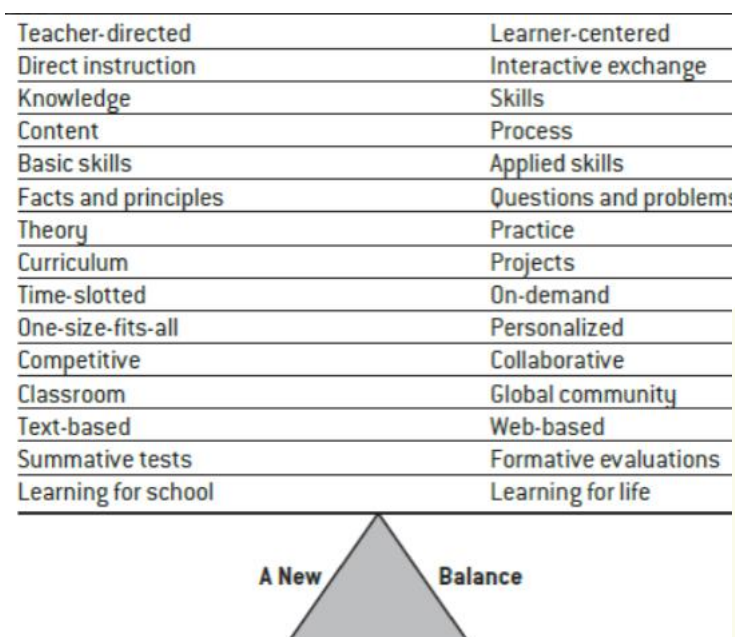 Teacher-directed Learner-centered
Direct instruction Interactive exchange
Knowledge Skills
Content Process
Basic skills Applied skills
Facts and principles Questions and problems
Theory Practice
Curriculum Projects
Time-slotted On-demand
One-size-fits-all Personalized
Competitive Collaborative
Classroom Global community
Text-based Web-based
Summative tests Formative evaluations
Learning for school Learning for life
A New Balance